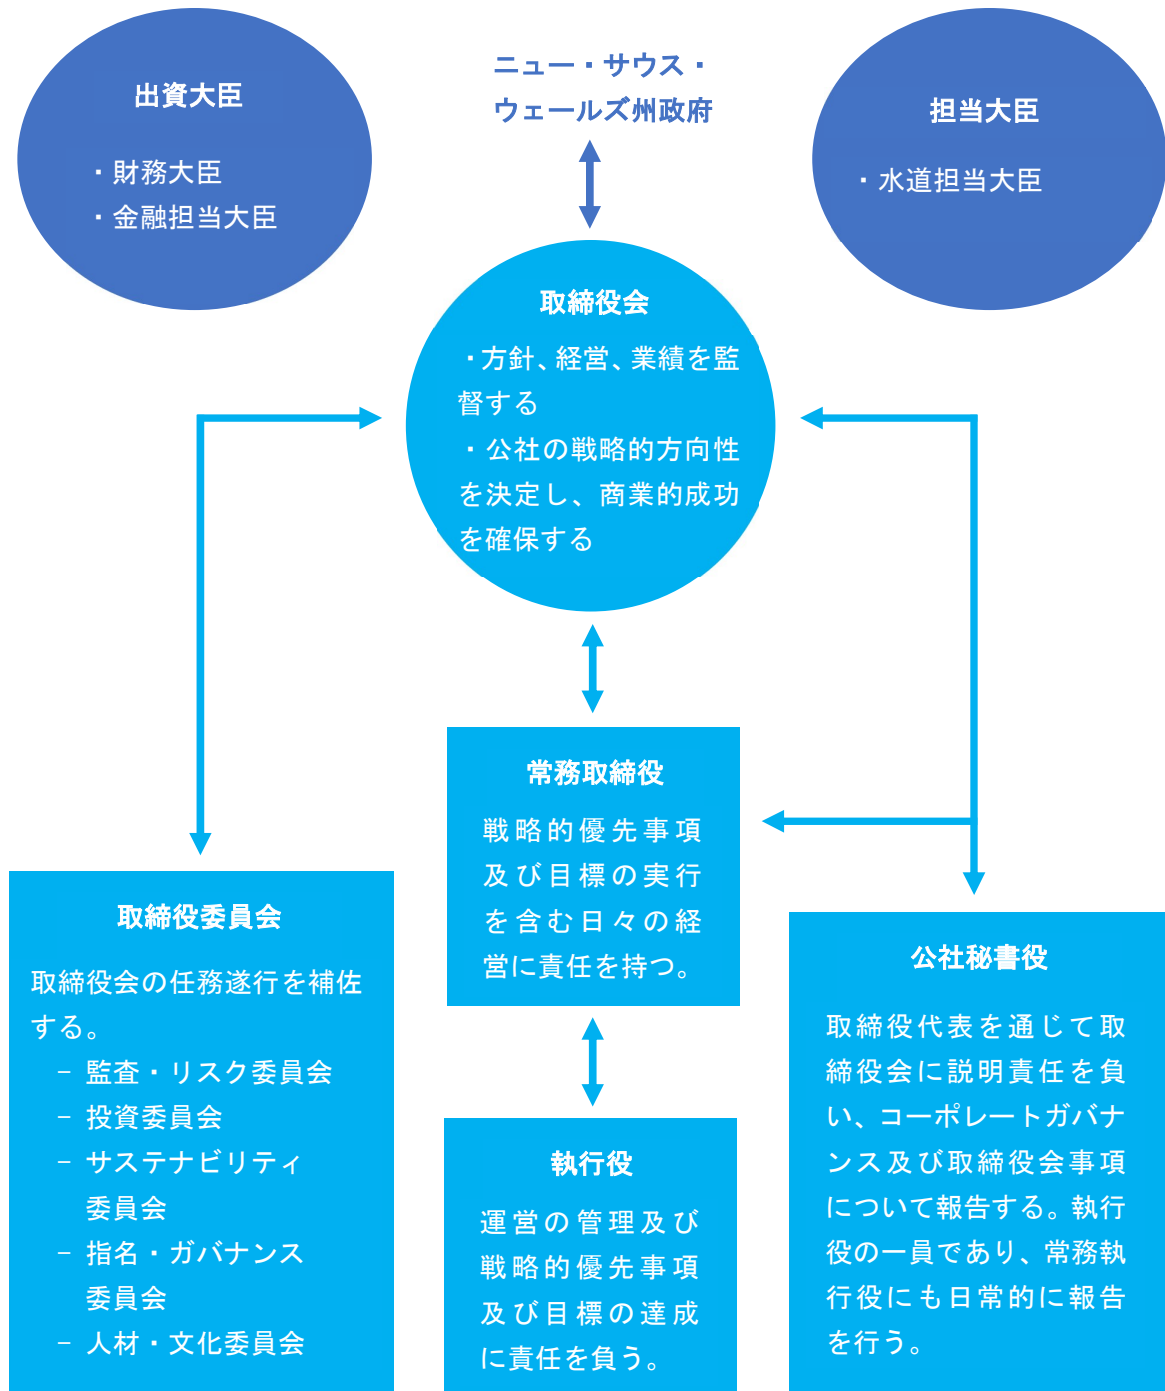 出資大臣
・財務大臣
・金融担当大臣
ニュー・サウス・
ウェールズ州政府
担当大臣
・水道担当大臣
取締役会
・方針、経営、業績を監
督する
・公社の戦略的方向性
を決定し、商業的成功
を確保する
常務取締役
戦略的優先事項
及び目標の実行
を含む日々の経
営に責任を持つ。
取締役委員会
取締役会の任務遂行を補佐
する。
− 監査・リスク委員会
− 投資委員会
− サステナビリティ
委員会
− 指名・ガバナンス
委員会
− 人材・文化委員会
執行役
運営の管理及び
戦略的優先事項
及び目標の達成
に責任を負う。
公社秘書役
取締役代表を通じて取
締役会に説明責任を負
い、コーポレートガバナ
ンス及び取締役会事項
について報告する。執行
役の一員であり、常務執
行役にも日常的に報告
を行う。